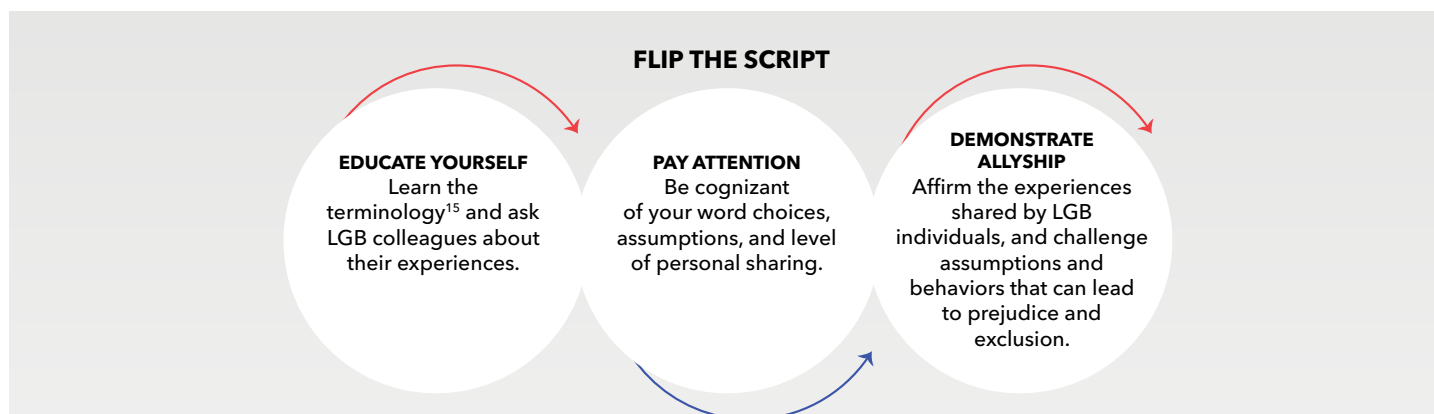 FLIP THE SCRIPT
EDUCATE YOURSELF
Learn the
terminology¹⁵ and ask
LGB colleagues about
their experiences.
PAY ATTENTION
Be cognizant
of your word choices,
assumptions, and level
of personal sharing.
DEMONSTRATE
ALLYSHIP
Affirm the experiences
shared by LGB
individuals, and challenge
assumptions and
behaviors that can lead
to prejudice and
exclusion.